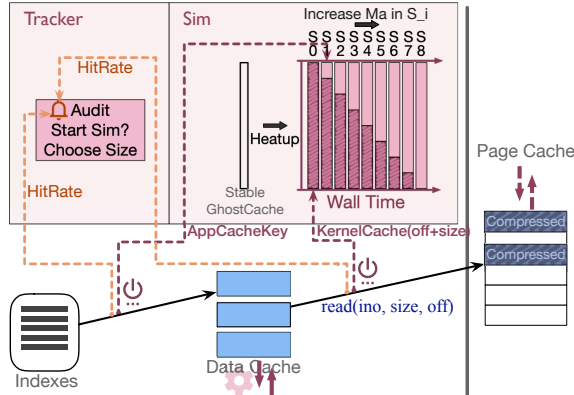 Tracker
Sim
Increase Ma in S_i
S S S S S S S S S
0 1 2 3 4 5 6 7 8
HitRate
Audit
Start Sim?
Choose Size
Heatup
HitRate
Stable
GhostCache
Wall Time
Page Cache
AppCacheKey
KernelCache(off+size)
Compressed
Compressed
...
...
read(ino, size, off)
Indexes
Data Cache